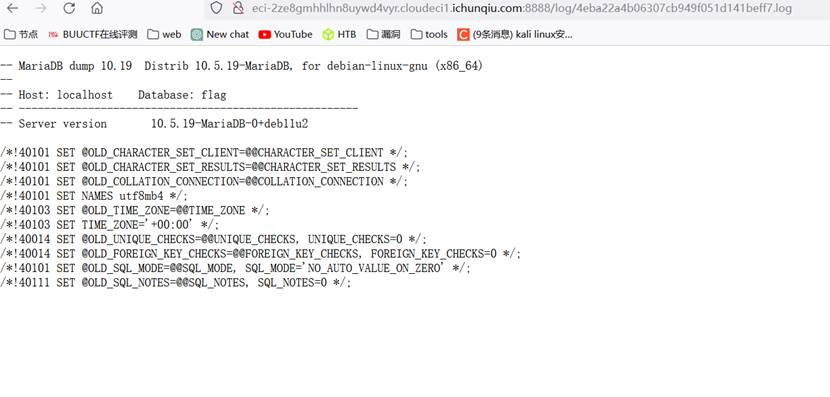 eci-2ze8gmhhlhn8uywd4vyr.cloudeci1.ichunqiu.com:8888/log/4eba22a4b06307cb949f051d141beff7.log
节点 BUUCTF在线评测 web New chat YouTube HTB 漏洞 tools (9条消息) kali linux安...
-- MariaDB dump 10.19  Distrib 10.5.19-MariaDB, for debian-linux-gnu (x86_64)
--
-- Host: localhost    Database: flag
-- ------------------------------------------------------
-- Server version       10.5.19-MariaDB-0+deb11u2
/*!40101 SET @OLD_CHARACTER_SET_CLIENT=@@CHARACTER_SET_CLIENT */;
/*!40101 SET @OLD_CHARACTER_SET_RESULTS=@@CHARACTER_SET_RESULTS */;
/*!40101 SET @OLD_COLLATION_CONNECTION=@@COLLATION_CONNECTION */;
/*!40101 SET NAMES utf8mb4 */;
/*!40103 SET @OLD_TIME_ZONE=@@TIME_ZONE */;
/*!40103 SET TIME_ZONE='+00:00' */;
/*!40014 SET @OLD_UNIQUE_CHECKS=@@UNIQUE_CHECKS, UNIQUE_CHECKS=0 */;
/*!40014 SET @OLD_FOREIGN_KEY_CHECKS=@@FOREIGN_KEY_CHECKS, FOREIGN_KEY_CHECKS=0 */;
/*!40101 SET @OLD_SQL_MODE=@@SQL_MODE, SQL_MODE='NO_AUTO_VALUE_ON_ZERO' */;
/*!40111 SET @OLD_SQL_NOTES=@@SQL_NOTES, SQL_NOTES=0 */;